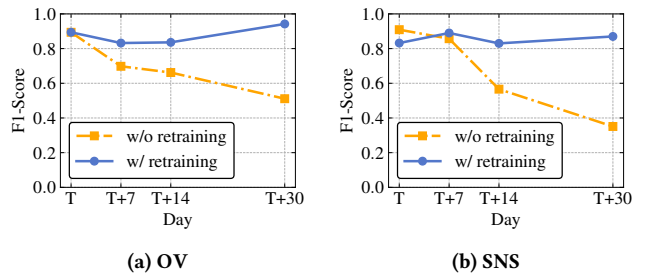 1.0
0.8
0.6
0.4
0.2
0.0
F1-Score
w/o retraining
w/ retraining
T T+7 T+14 T+30
Day
(a) OV
1.0
0.8
0.6
0.4
0.2
0.0
F1-Score
w/o retraining
w/ retraining
T T+7 T+14 T+30
Day
(b) SNS